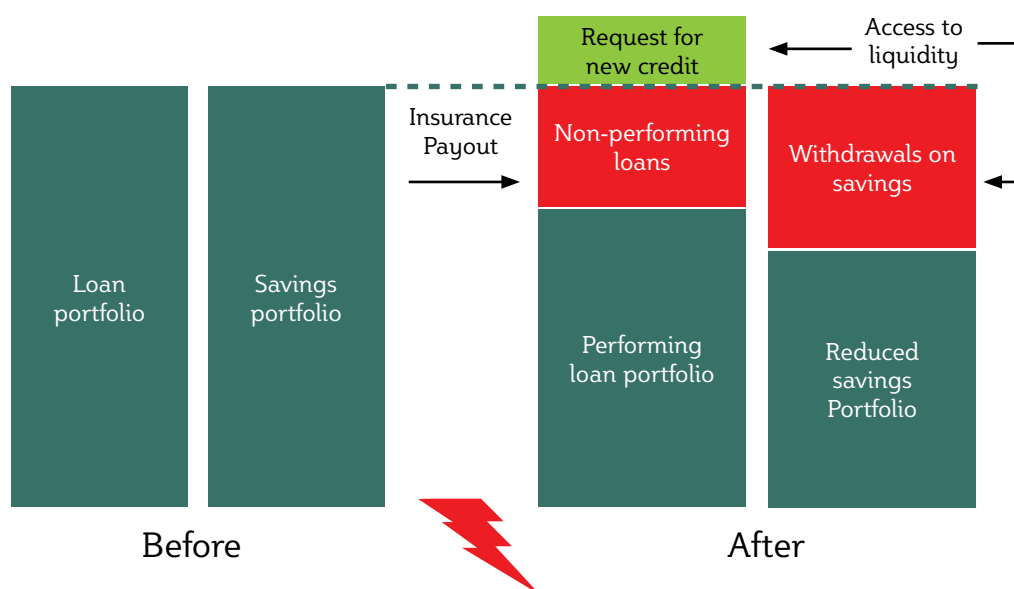 Request for
new credit
Access to
liquidity
Insurance
Payout
Non-performing
loans
Withdrawals on
savings
Loan
portfolio
Savings
portfolio
Performing
loan portfolio
Reduced
savings
Portfolio
Before
After